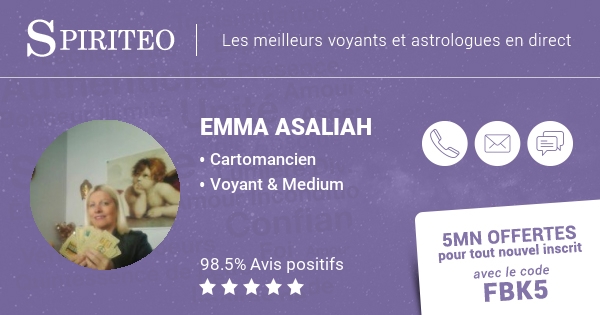 SPIRITEO
Les meilleurs voyants et astrologues en direct
EMMA ASALIAH
• Cartomancien
• Voyant & Medium
98.5% Avis positifs
5MN OFFERTES
pour tout nouvel inscrit
avec le code
FBK5